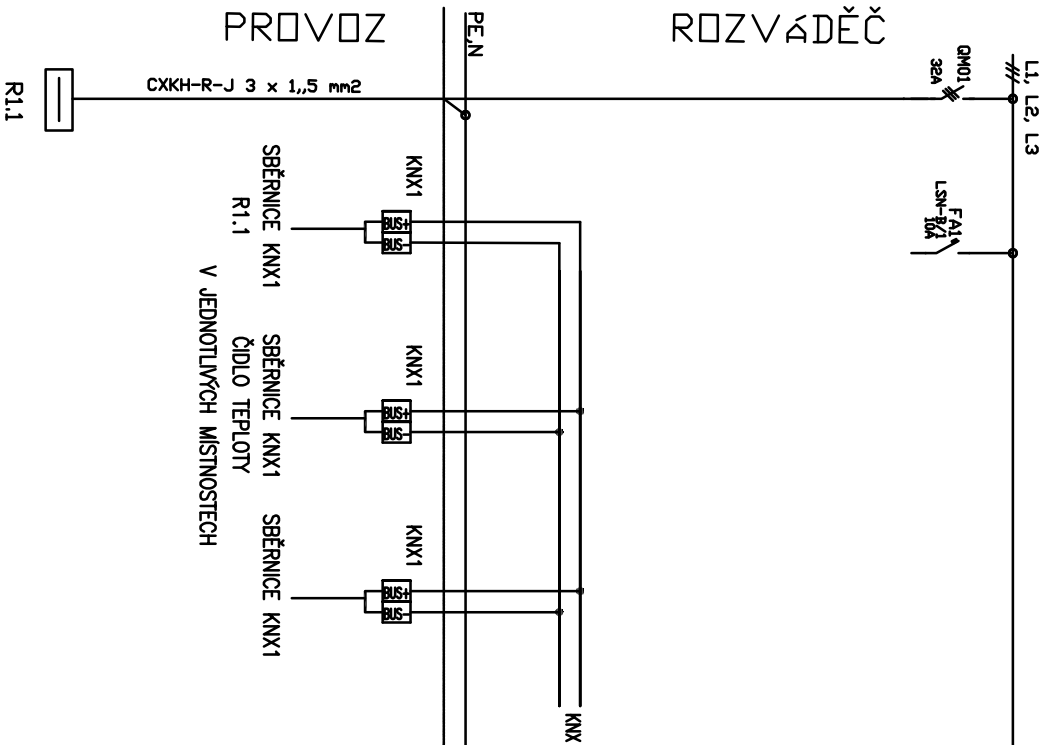 PROVOZ
ROZVÁDĚČ
PE,N
L1, L2, L3
QM01
32A
CXKH-R-J 3 x 1,,5 mm2
R1.1
FA1
LSN-B/1
10A
KNX1
BUS+
BUS-
SBĚRNICE KNX1
R1.1
KNX1
BUS+
BUS-
SBĚRNICE KNX1
ČIDLO TEPLOTY
V JEDNOTLIVÝCH MÍSTNOSTECH
KNX1
BUS+
BUS-
SBĚRNICE KNX1
KNX